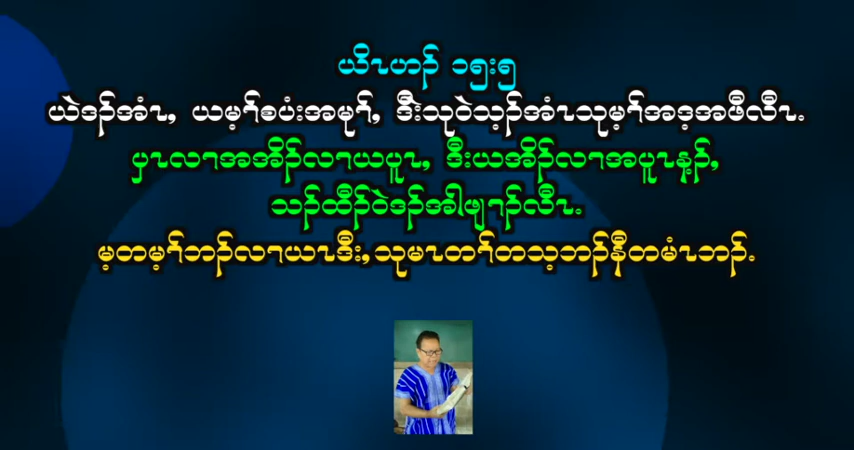 ယိၤဟၣ် ၁၅း၅
ယဲဒၣ်အံၤ, ယမ့ၢ်စပံးအမုၢ်, ဒီးသုဝဲသ့ၣ်အံၤသုမ့ၢ်အဒ့အဖီလီၤ.
ပှၤလၢအအိၣ်လၢယပူၤ, ဒီးယအိၣ်လၢအပူၤန့ၣ်,
သၣ်ထီၣ်ဝဲဒၣ်အါဖျၢၣ်လီၤ.
မ့တမ့ၢ်ဘၣ်လၢယၤဒီး, သုမၤတၢ်တသ့ဘၣ်နီတမံၤဘၣ်.